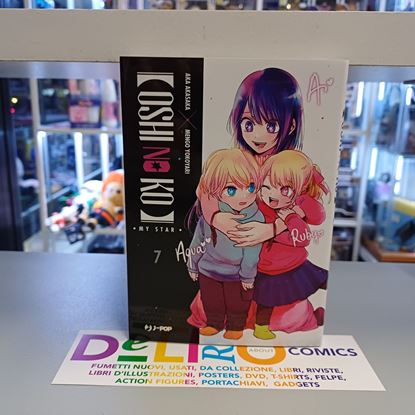 AKA AKASAKA
×
MENGO YOKOYARI
【OSHI NO KO】
• MY STAR •
7
J-POP
Ai
Aqua
Ruby
DELIRIO
ABOUT
COMICS
FUMETTI NUOVI, USATI, DA COLLEZIONE, LIBRI, RIVISTE,
LIBRI D'ILLUSTRAZIONI, POSTERS, DVD, T-SHIRTS, FELPE,
ACTION FIGURES, PORTACHIAVI, GADGETS